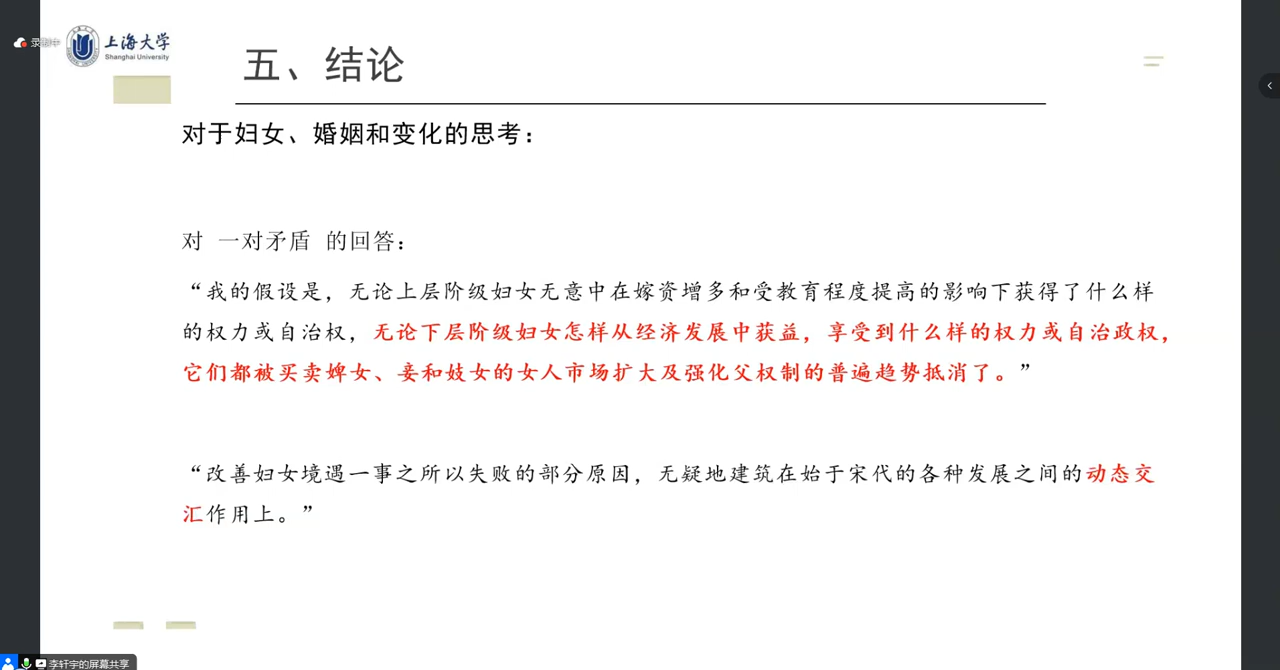 录制中
上海大学
Shanghai University
五、结论
对于妇女、婚姻和变化的思考：
对 一对矛盾 的回答：
“我的假设是，无论上层阶级妇女无意中在嫁资增多和受教育程度提高的影响下获得了什么样
的权力或自治权，无论下层阶级妇女怎样从经济发展中获益，享受到什么样的权力或自治政权，
它们都被买卖婢女、妾和妓女的女人市场扩大及强化父权制的普遍趋势抵消了。”
“改善妇女境遇一事之所以失败的部分原因，无疑地建筑在始于宋代的各种发展之间的动态交
汇作用上。”
李轩宇的屏幕共享